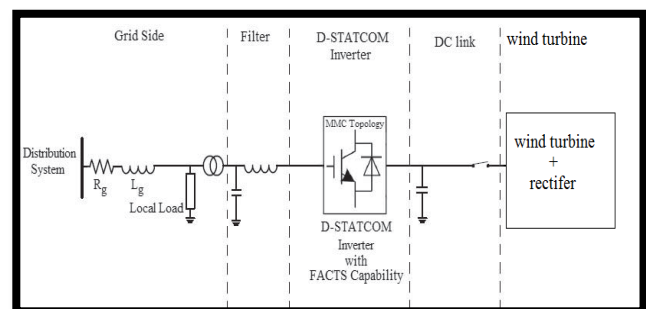 Grid Side
Filter
D-STATCOM
Inverter
DC link
wind turbine
MMC Topology
Distribution
System
Rg
Lg
Local Load
wind turbine
+
rectifer
D-STATCOM
Inverter
with
FACTS Capability